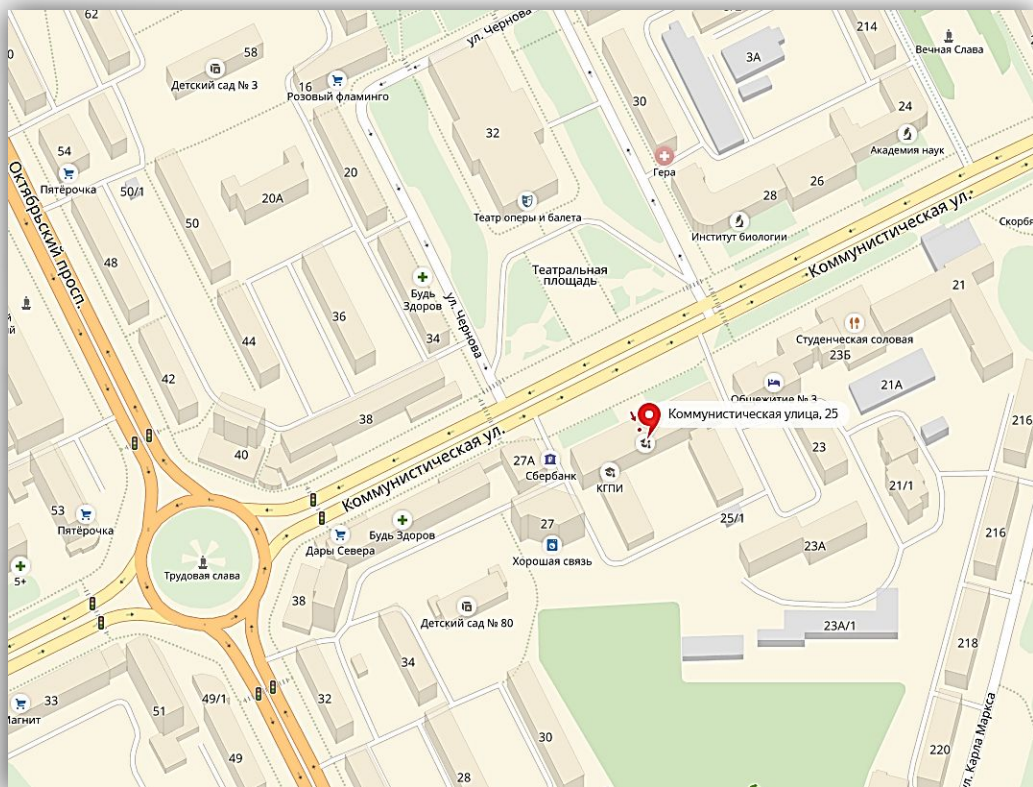 62
ул. Чернова
214
Вечная Слава
58
3А
Детский сад № 3
16
Розовый фламинго
30
24
32
Академия наук
54
Гера
Пятёрочка
20
50/1
20А
28
26
Октябрьский просп.
50
Театр оперы и балета
Институт биологии
Коммунистическая ул.
48
Театральная
площадь
21
Будь
Здоров
ул. Чернова
36
34
44
Студенческая соловая
23Б
42
21А
Общежитие № 3
38
Коммунистическая улица, 25
216
40
Коммунистическая ул.
27А
Сбербанк
23
КГПИ
21/1
53
Пятёрочка
25/1
27
Будь Здоров
Дары Севера
216
Хорошая связь
23А
5+
Трудовая слава
38
Детский сад № 80
23А/1
218
34
32
49/1
33
51
Магнит
ул. Карла Маркса
30
220
49
28